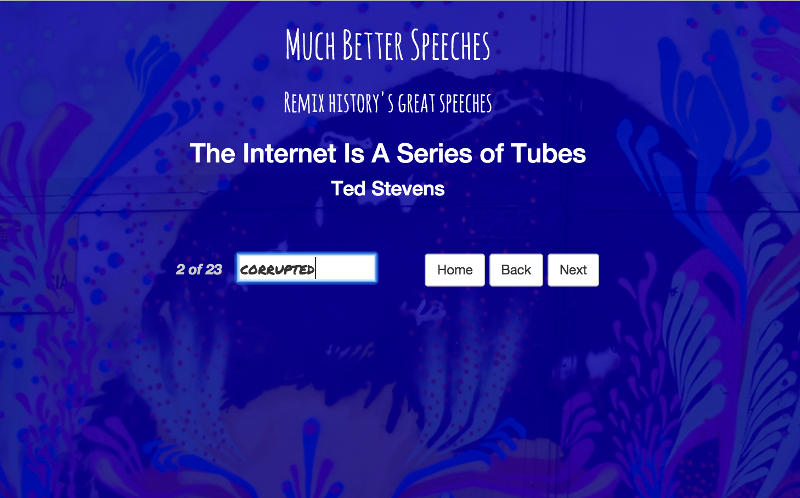 Much Better Speeches
Remix history's great speeches
The Internet Is A Series of Tubes
Ted Stevens
2 of 23 corrupted Home Back Next